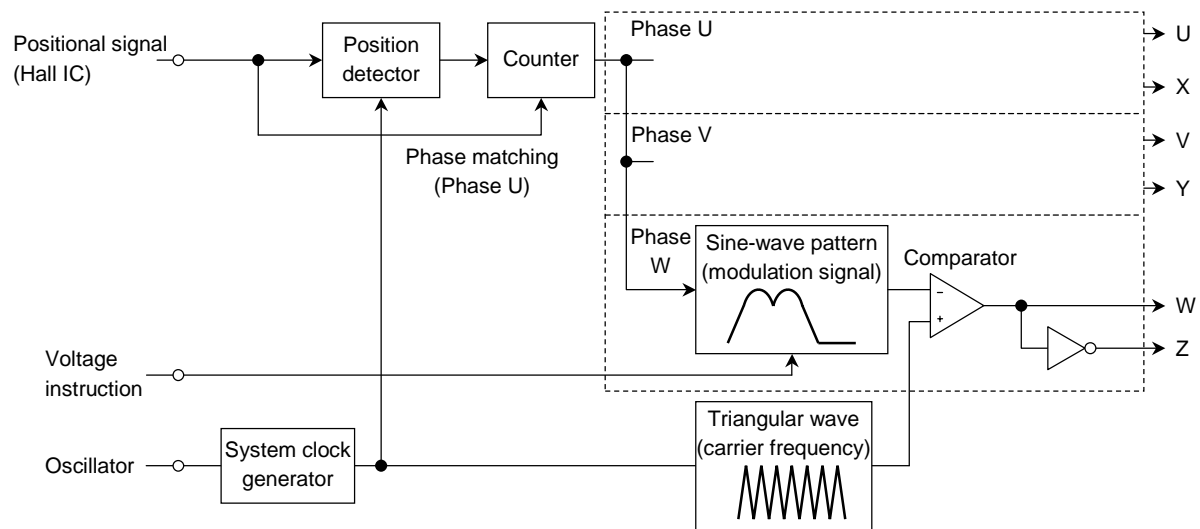 Positional signal
(Hall IC)
Position
detector
Counter
Phase matching
(Phase U)
Phase U
U
X
Phase V
V
Y
Phase
W
Sine-wave pattern
(modulation signal)
Comparator
−
+
W
Z
Voltage
instruction
Oscillator
System clock
generator
Triangular wave
(carrier frequency)